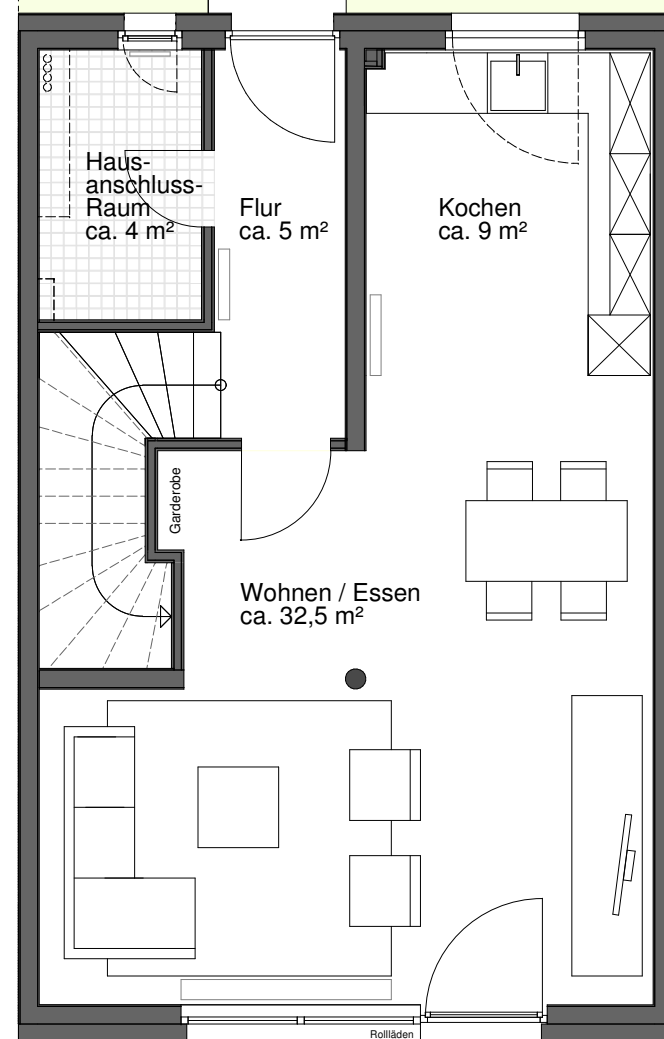 Haus-
anschluss-
Raum
ca. 4 m²
Flur
ca. 5 m²
Kochen
ca. 9 m²
Garderobe
Wohnen / Essen
ca. 32,5 m²
Rollläden